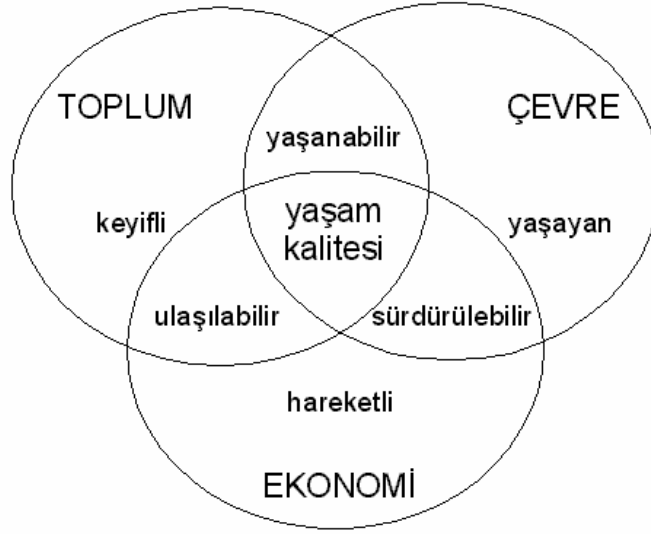 TOPLUM
ÇEVRE
yaşanabilir
keyifli
yaşam
kalitesi
yaşayan
ulaşılabilir
sürdürülebilir
hareketli
EKONOMİ